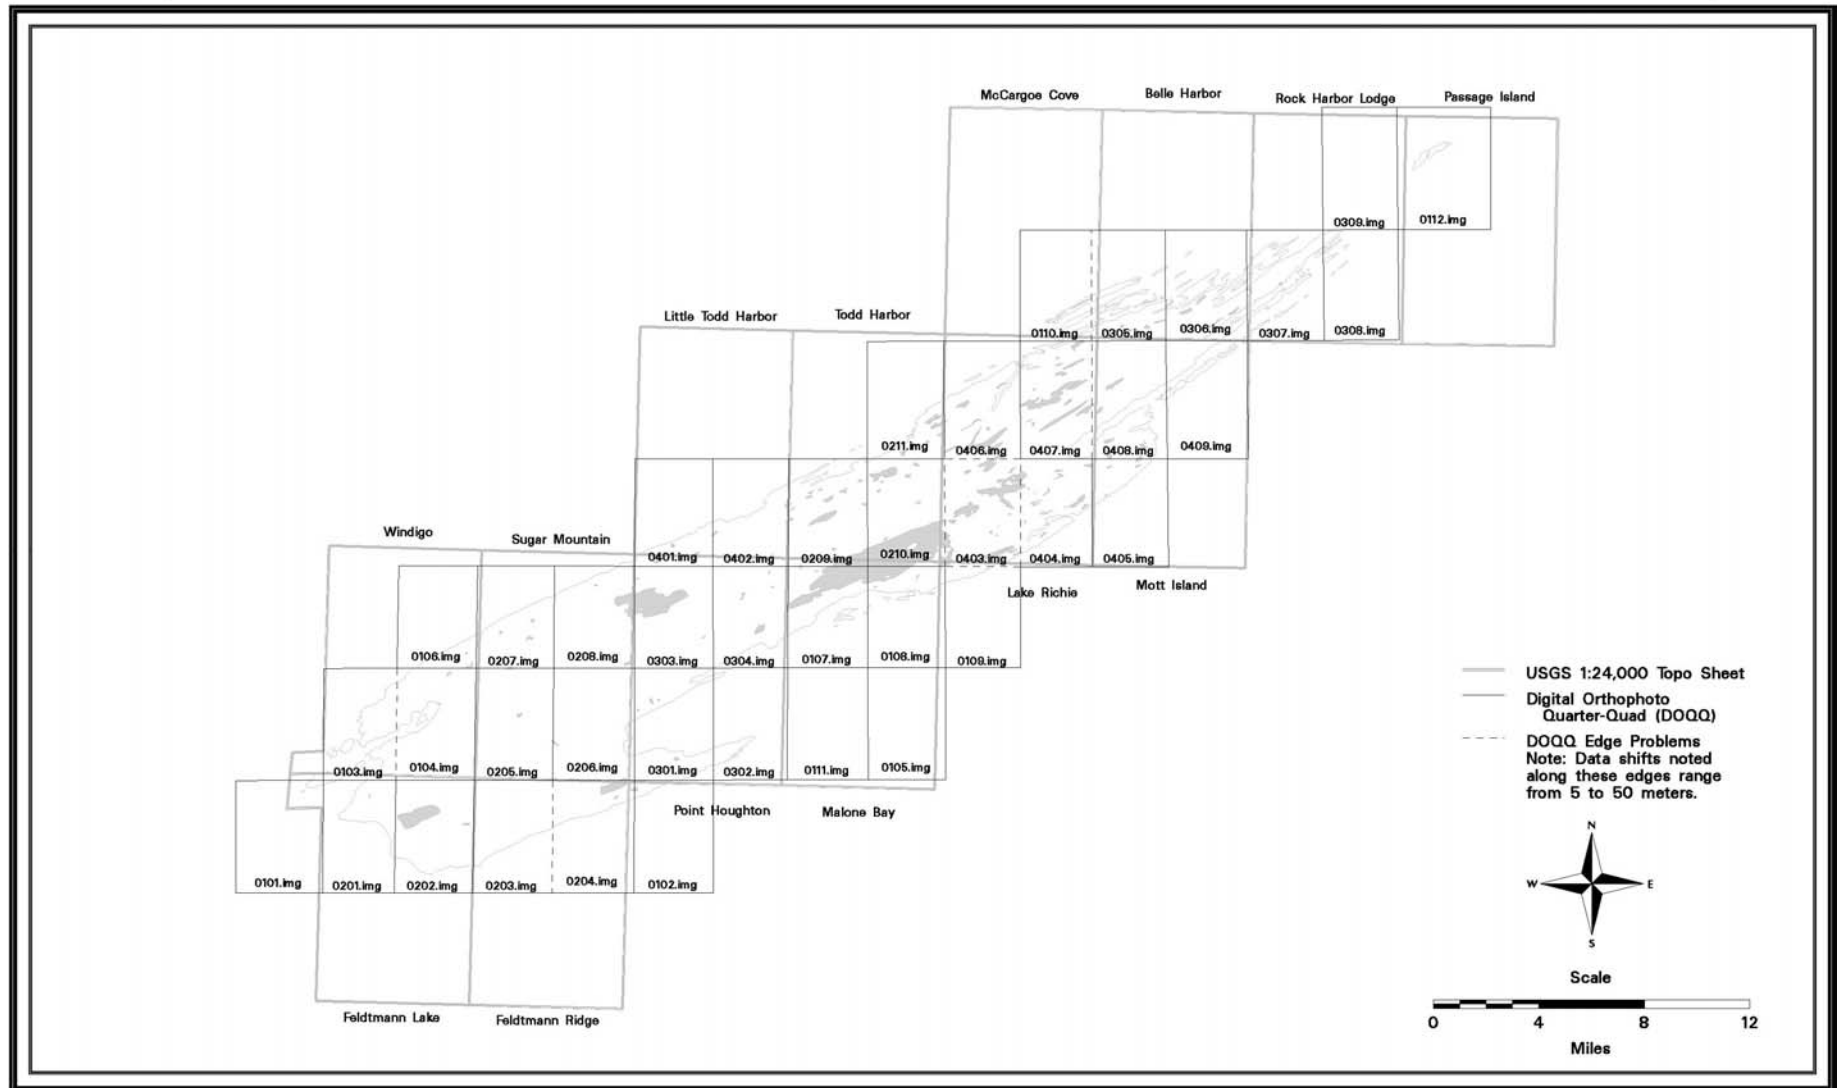 McCargoe Cove
Belle Harbor
Rock Harbor Lodge
Passage Island
0309.img
0112.img
Little Todd Harbor
Todd Harbor
0110.img
0305.img
0306.img
0307.img
0308.img
0211.img
0406.img
0407.img
0408.img
0409.img
Windigo
Sugar Mountain
0401.img
0402.img
0209.img
0210.img
0403.img
0404.img
0405.img
Lake Richie
Mott Island
0106.img
0207.img
0208.img
0303.img
0304.img
0107.img
0108.img
0109.img
0103.img
0104.img
0205.img
0206.img
0301.img
0302.img
0111.img
0105.img
Point Houghton
Malone Bay
0101.img
0201.img
0202.img
0203.img
0204.img
0102.img
Feldtmann Lake
Feldtmann Ridge
USGS 1:24,000 Topo Sheet
Digital Orthophoto
Quarter-Quad (DOQQ)
DOQQ Edge Problems
Note: Data shifts noted
along these edges range
from 5 to 50 meters.
N
W
E
S
Scale
0 4 8 12
Miles